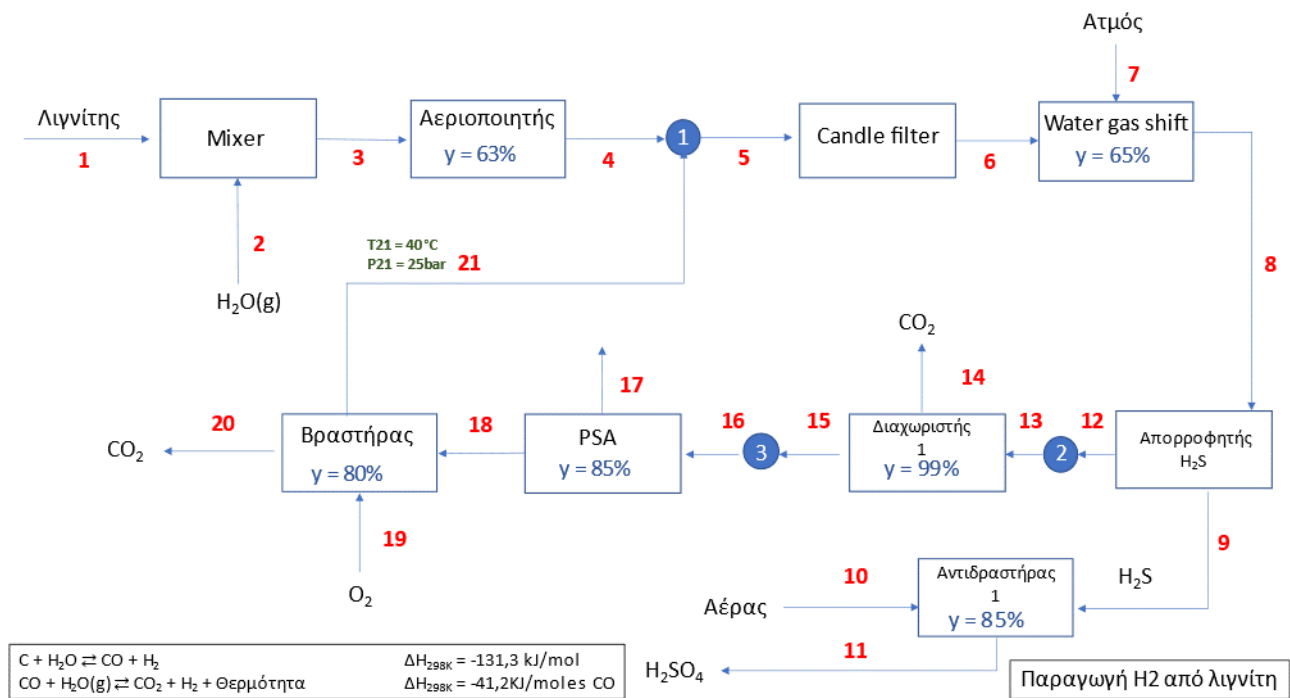 Ατμός
7
Λιγνίτης
1
Mixer
3
Αεριοποιητής
y = 63%
4
1
5
Candle filter
6
Water gas shift
y = 65%
2
H₂O(g)
T21 = 40°C
P21 = 25bar
21
8
CO₂
14
17
CO₂
20
Βραστήρας
y = 80%
18
PSA
y = 85%
16
3
15
Διαχωριστής
1
y = 99%
13
2
12
Απορροφητής
H₂S
19
O₂
9
H₂S
10
Αέρας
Αντιδραστήρας
1
y = 85%
11
H₂SO₄
C + H₂O ⇄ CO + H₂ ΔH₂₉₈K = -131,3 kJ/mol
CO + H₂O(g) ⇄ CO₂ + H₂ + Θερμότητα ΔH₂₉₈K = -41,2KJ/moles CO
Παραγωγή H2 από λιγνίτη